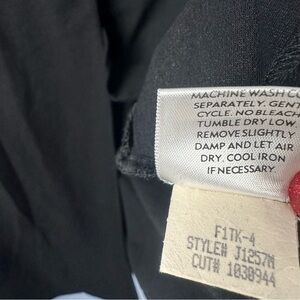 MACHINE WASH
SEPARATELY. GENT
CYCLE. NO BLEACH
TUMBLE DRY LOW
REMOVE SLIGHTLY
DAMP AND LET AIR
DRY. COOL IRON
IF NECESSARY.
F1TK-4
STYLE# J1257M
CUT# 1030944